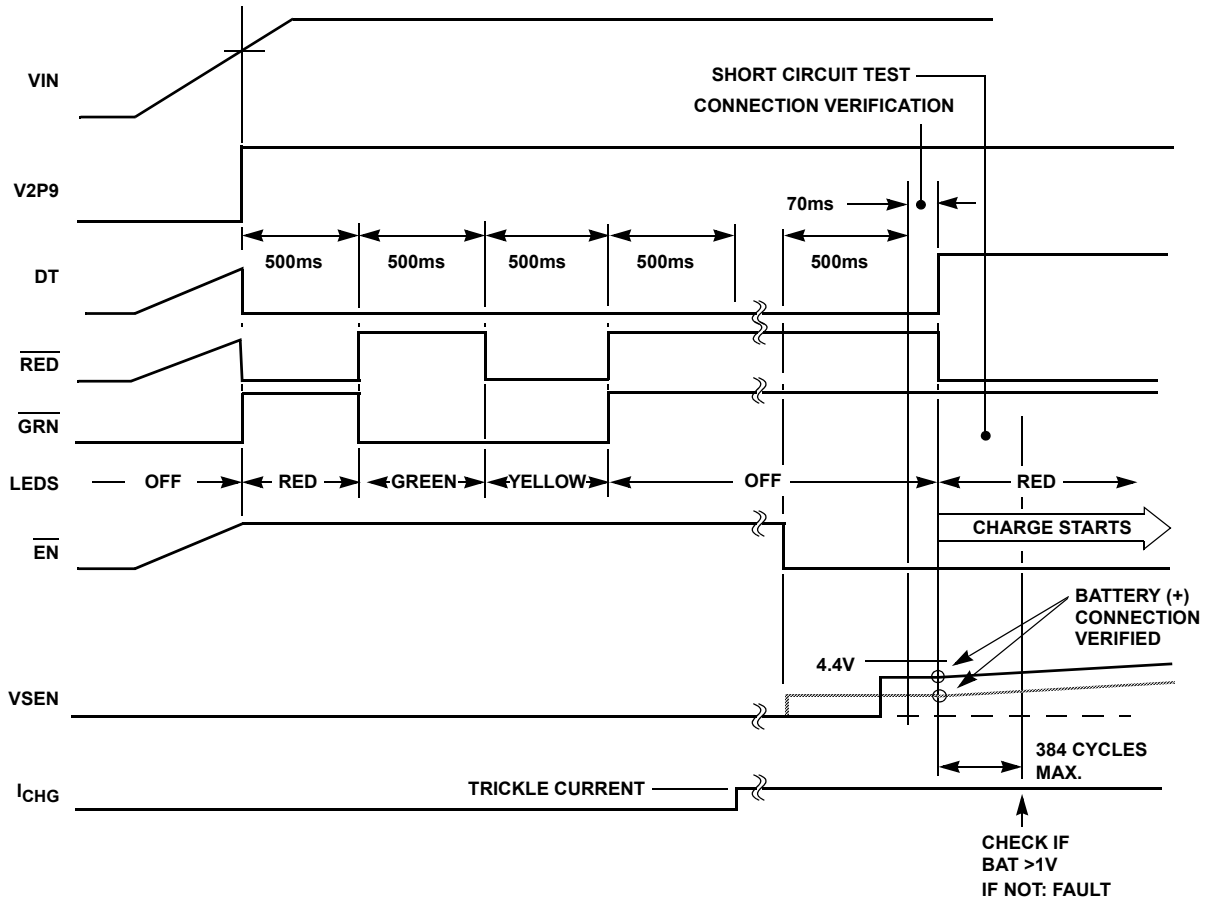 VIN
SHORT CIRCUIT TEST
CONNECTION VERIFICATION
V2P9
70ms
500ms 500ms 500ms 500ms 500ms
DT
RED
GRN
LEDS OFF RED GREEN YELLOW OFF RED
CHARGE STARTS
EN
BATTERY (+)
CONNECTION
VERIFIED
4.4V
VSEN
384 CYCLES
MAX.
ICHG
TRICKLE CURRENT
CHECK IF
BAT >1V
IF NOT: FAULT